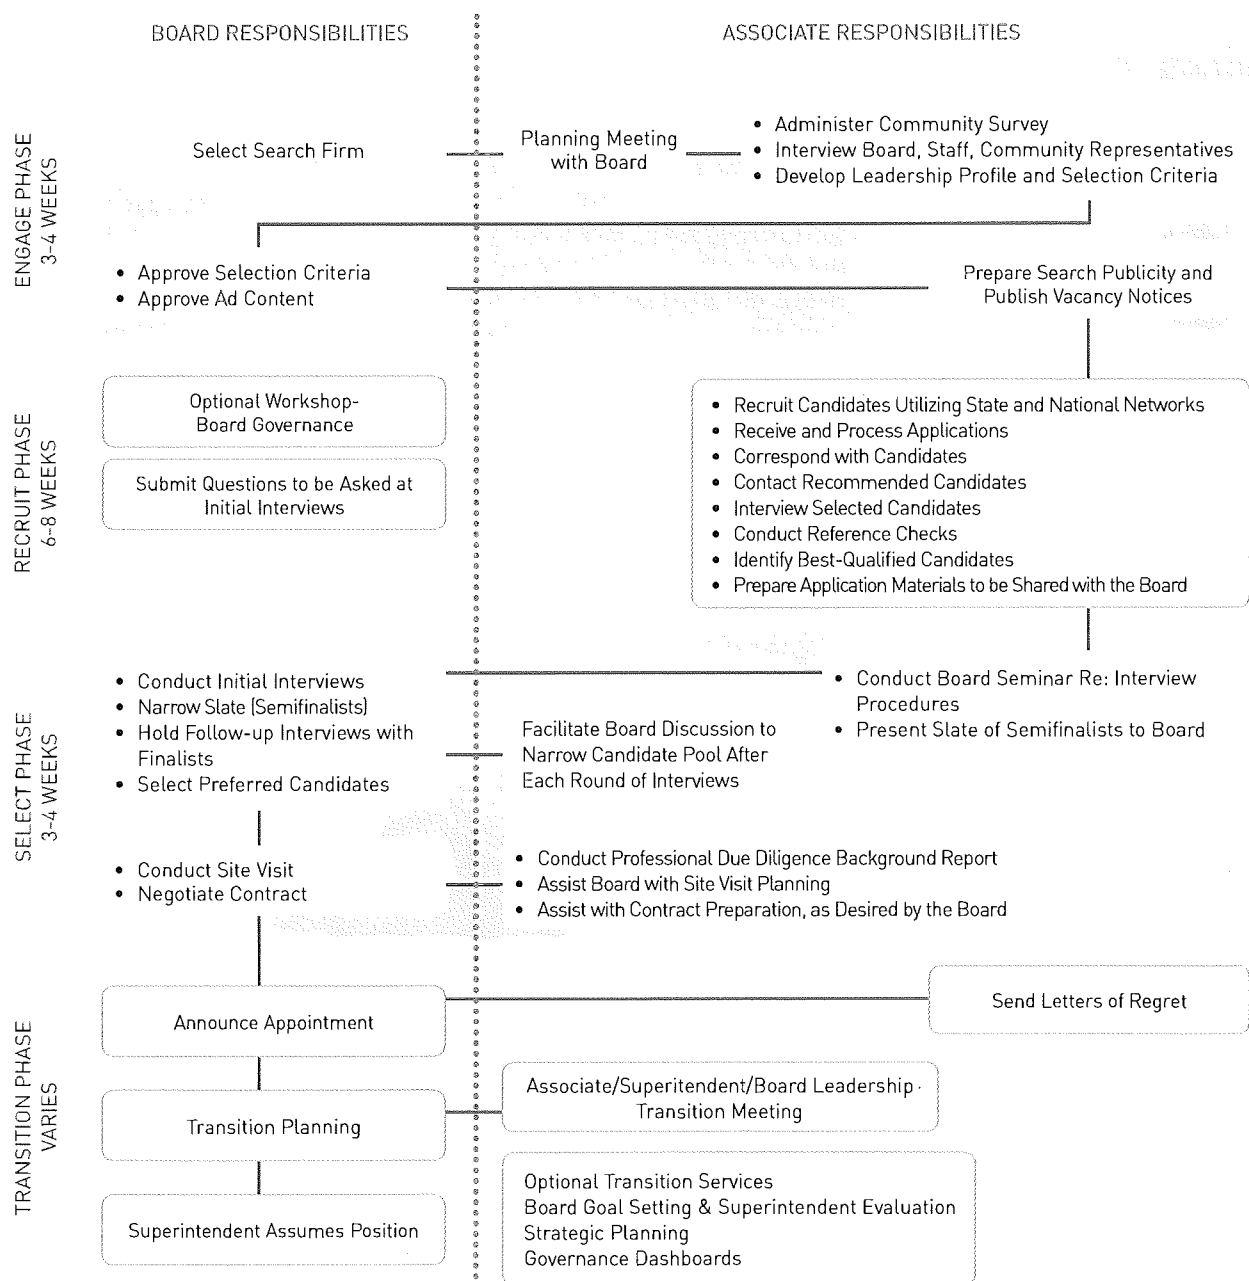 BOARD RESPONSIBILITIES
ASSOCIATE RESPONSIBILITIES
ENGAGE PHASE
3-4 WEEKS
Select Search Firm
Planning Meeting
with Board
• Administer Community Survey
• Interview Board, Staff, Community Representatives
• Develop Leadership Profile and Selection Criteria
• Approve Selection Criteria
• Approve Ad Content
Prepare Search Publicity and
Publish Vacancy Notices
RECRUIT PHASE
6-8 WEEKS
Optional Workshop-
Board Governance
Submit Questions to be Asked at
Initial Interviews
• Recruit Candidates Utilizing State and National Networks
• Receive and Process Applications
• Correspond with Candidates
• Contact Recommended Candidates
• Interview Selected Candidates
• Conduct Reference Checks
• Identify Best-Qualified Candidates
• Prepare Application Materials to be Shared with the Board
SELECT PHASE
3-4 WEEKS
• Conduct Initial Interviews
• Narrow Slate (Semifinalists)
• Hold Follow-up Interviews with
Finalists
• Select Preferred Candidates
Facilitate Board Discussion to
Narrow Candidate Pool After
Each Round of Interviews
• Conduct Board Seminar Re: Interview
Procedures
• Present Slate of Semifinalists to Board
• Conduct Site Visit
• Negotiate Contract
• Conduct Professional Due Diligence Background Report
• Assist Board with Site Visit Planning
• Assist with Contract Preparation, as Desired by the Board
TRANSITION PHASE
VARIES
Announce Appointment
Send Letters of Regret
Transition Planning
Associate/Superitendent/Board Leadership
Transition Meeting
Superintendent Assumes Position
Optional Transition Services
Board Goal Setting & Superintendent Evaluation
Strategic Planning
Governance Dashboards